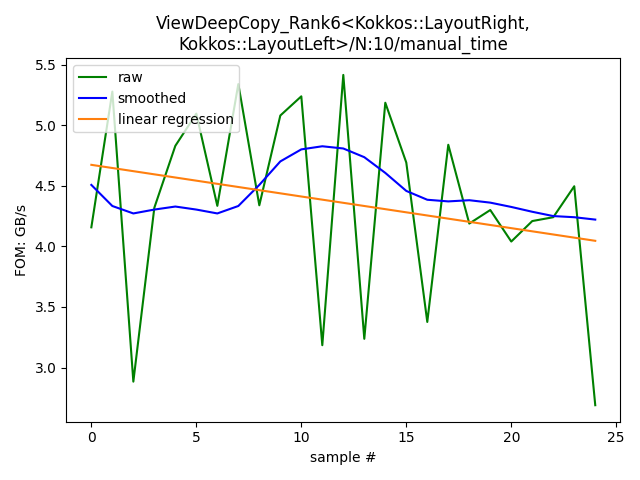 ViewDeepCopy_Rank6<Kokkos::LayoutRight,
Kokkos::LayoutLeft>/N:10/manual_time
raw
smoothed
linear regression
FOM: GB/s
5.5
5.0
4.5
4.0
3.5
3.0
0 5 10 15 20 25
sample #